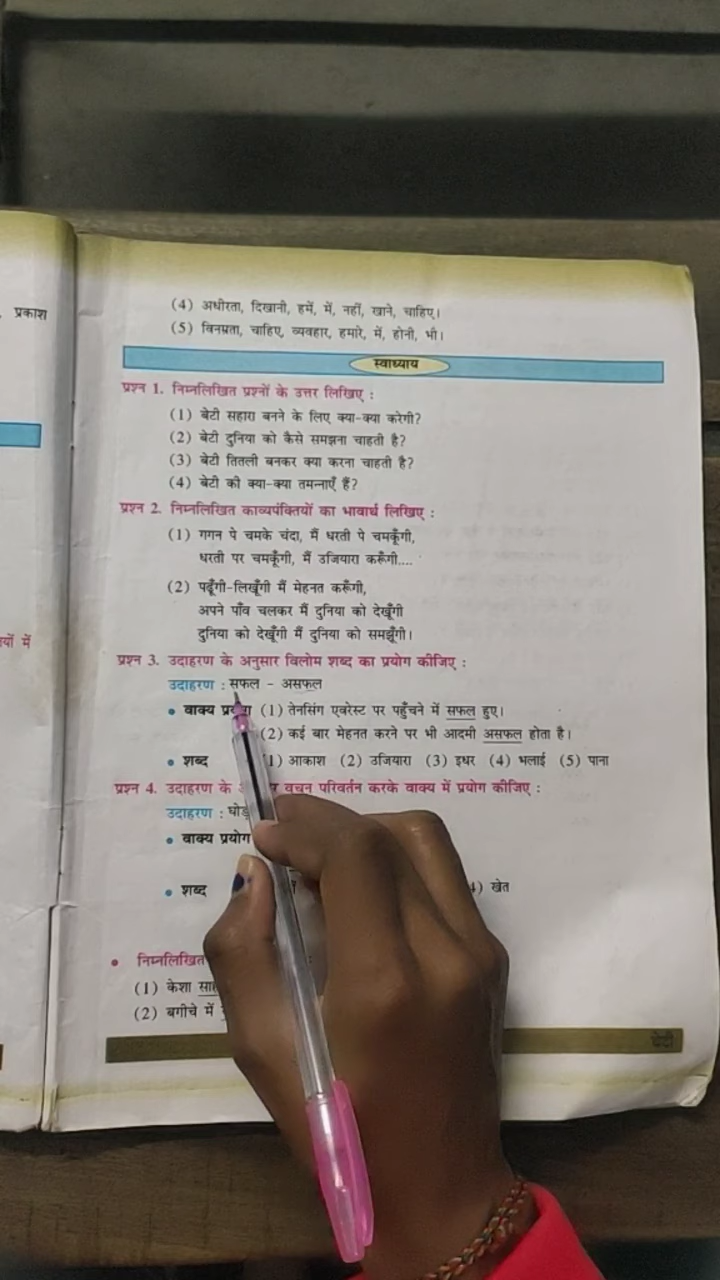 प्रकाश
(4) अधीरता, दिखानी, हमें, में, नहीं, खाने, चाहिए।
(5) विनम्रता, चाहिए, व्यवहार, हमारे, में, होनी, भी।
स्वाध्याय
प्रश्न 1. निम्नलिखित प्रश्नों के उत्तर लिखिए :
(1) बेटी सहारा बनने के लिए क्या-क्या करेगी?
(2) बेटी दुनिया को कैसे समझना चाहती है?
(3) बेटी तितली बनकर क्या करना चाहती है?
(4) बेटी की क्या-क्या तमन्नाएँ हैं?
प्रश्न 2. निम्नलिखित काव्यपंक्तियों का भावार्थ लिखिए :
(1) गगन पे चमके चंदा, मैं धरती पे चमकूँगी,
धरती पर चमकूँगी, मैं उजियारा करूँगी....
(2) पढूँगी-लिखूँगी मैं मेहनत करूँगी,
अपने पाँव चलकर मैं दुनिया को देखूँगी
दुनिया को देखूँगी मैं दुनिया को समझूँगी।
यों में
प्रश्न 3. उदाहरण के अनुसार विलोम शब्द का प्रयोग कीजिए :
उदाहरण : सफल - असफल
• वाक्य (1) तेनसिंग एवरेस्ट पर पहुँचने में सफल हुए।
(2) कई बार मेहनत करने पर भी आदमी असफल होता है।
• शब्द 1) आकाश (2) उजियारा (3) इधर (4) भलाई (5) पाना
प्रश्न 4. उदाहरण के वचन परिवर्तन करके वाक्य में प्रयोग कीजिए :
उदाहरण :
• वाक्य प्रयोग
• शब्द 4) खेत
• निम्नलिखित
(1) केशा
(2) बगीचे में
बेटी